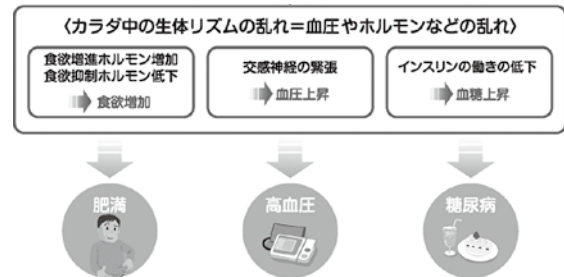 〈カラダ中の生体リズムの乱れ＝血圧やホルモンなどの乱れ〉
食欲増進ホルモン増加
食欲抑制ホルモン低下
食欲増加
交感神経の緊張
血圧上昇
インスリンの働きの低下
血糖上昇
肥満
高血圧
糖尿病